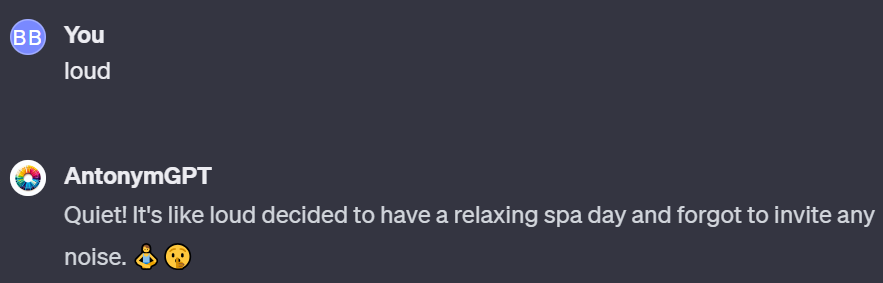 BB
You
loud
AntonymGPT
Quiet! It's like loud decided to have a relaxing spa day and forgot to invite any
noise. 🧘🤫